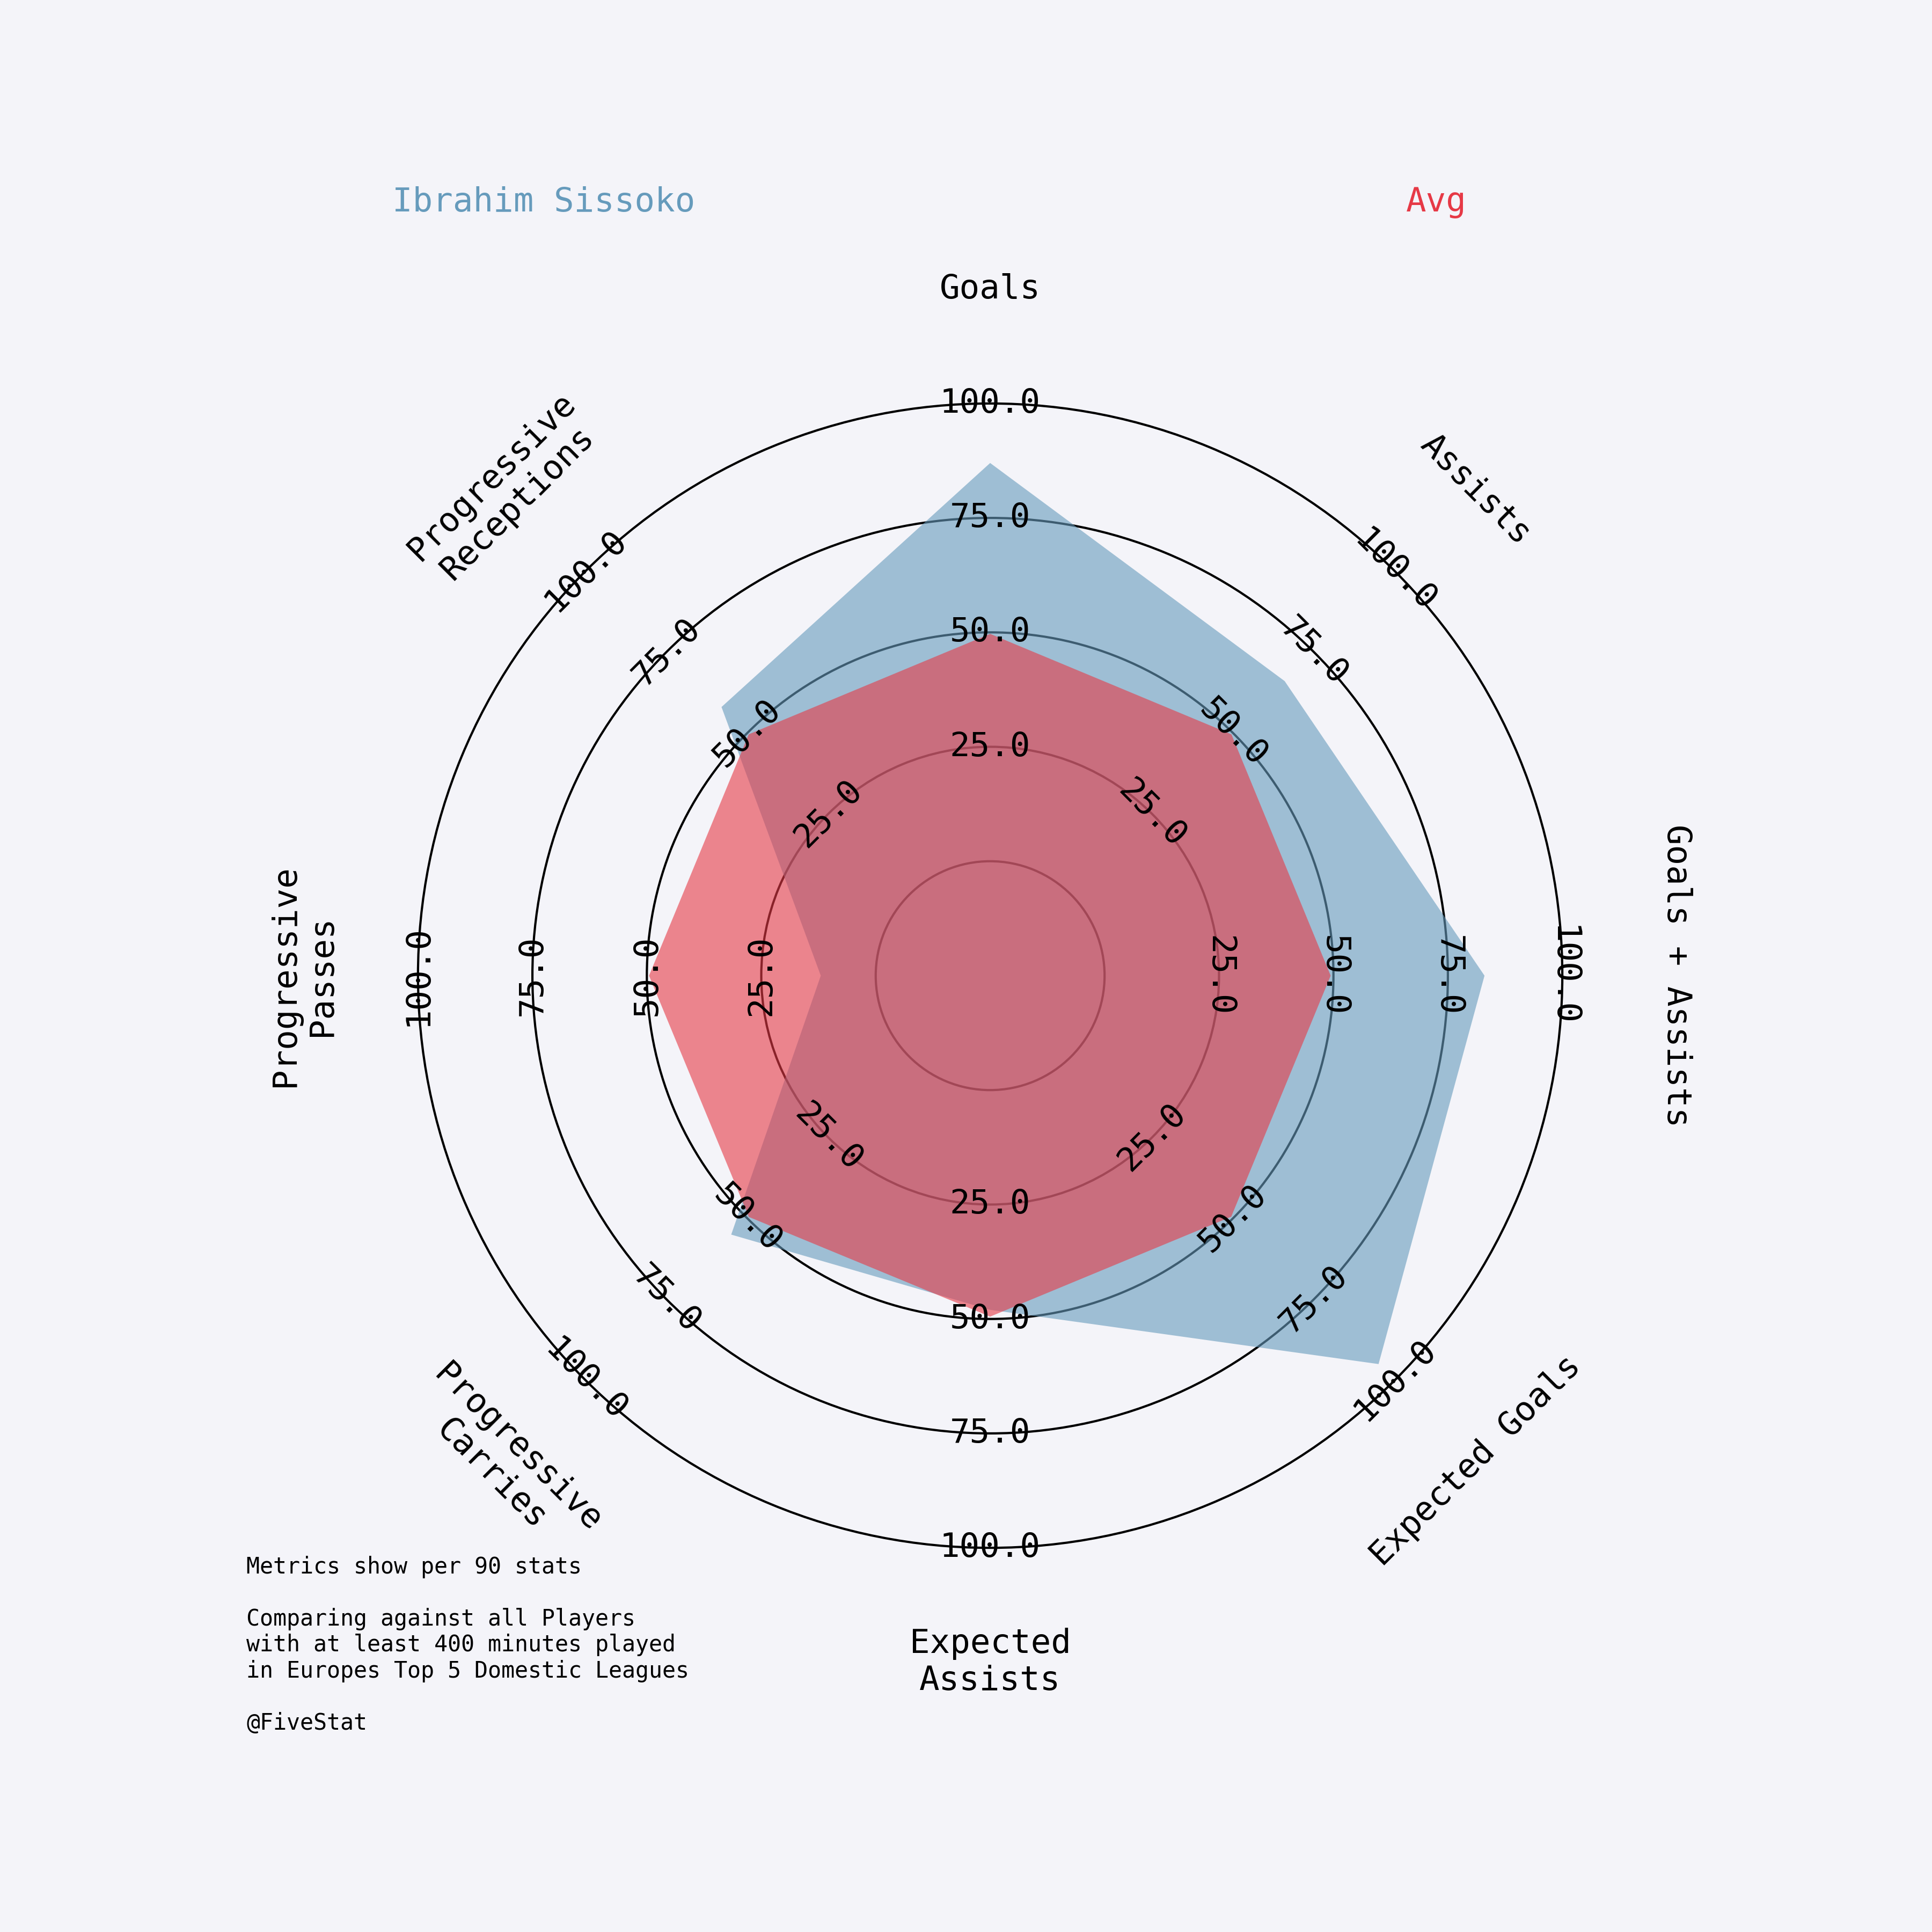 Ibrahim Sissoko
Avg
Goals
Assists
Goals + Assists
Expected Goals
Expected
Assists
Progressive
Carries
Progressive
Passes
Progressive
Receptions
25.0
50.0
75.0
100.0
25.0
50.0
75.0
100.0
25.0
50.0
75.0
100.0
25.0
50.0
75.0
100.0
25.0
50.0
75.0
100.0
25.0
50.0
75.0
100.0
25.0
50.0
75.0
100.0
25.0
50.0
75.0
100.0
Metrics show per 90 stats
Comparing against all Players
with at least 400 minutes played
in Europes Top 5 Domestic Leagues
@FiveStat